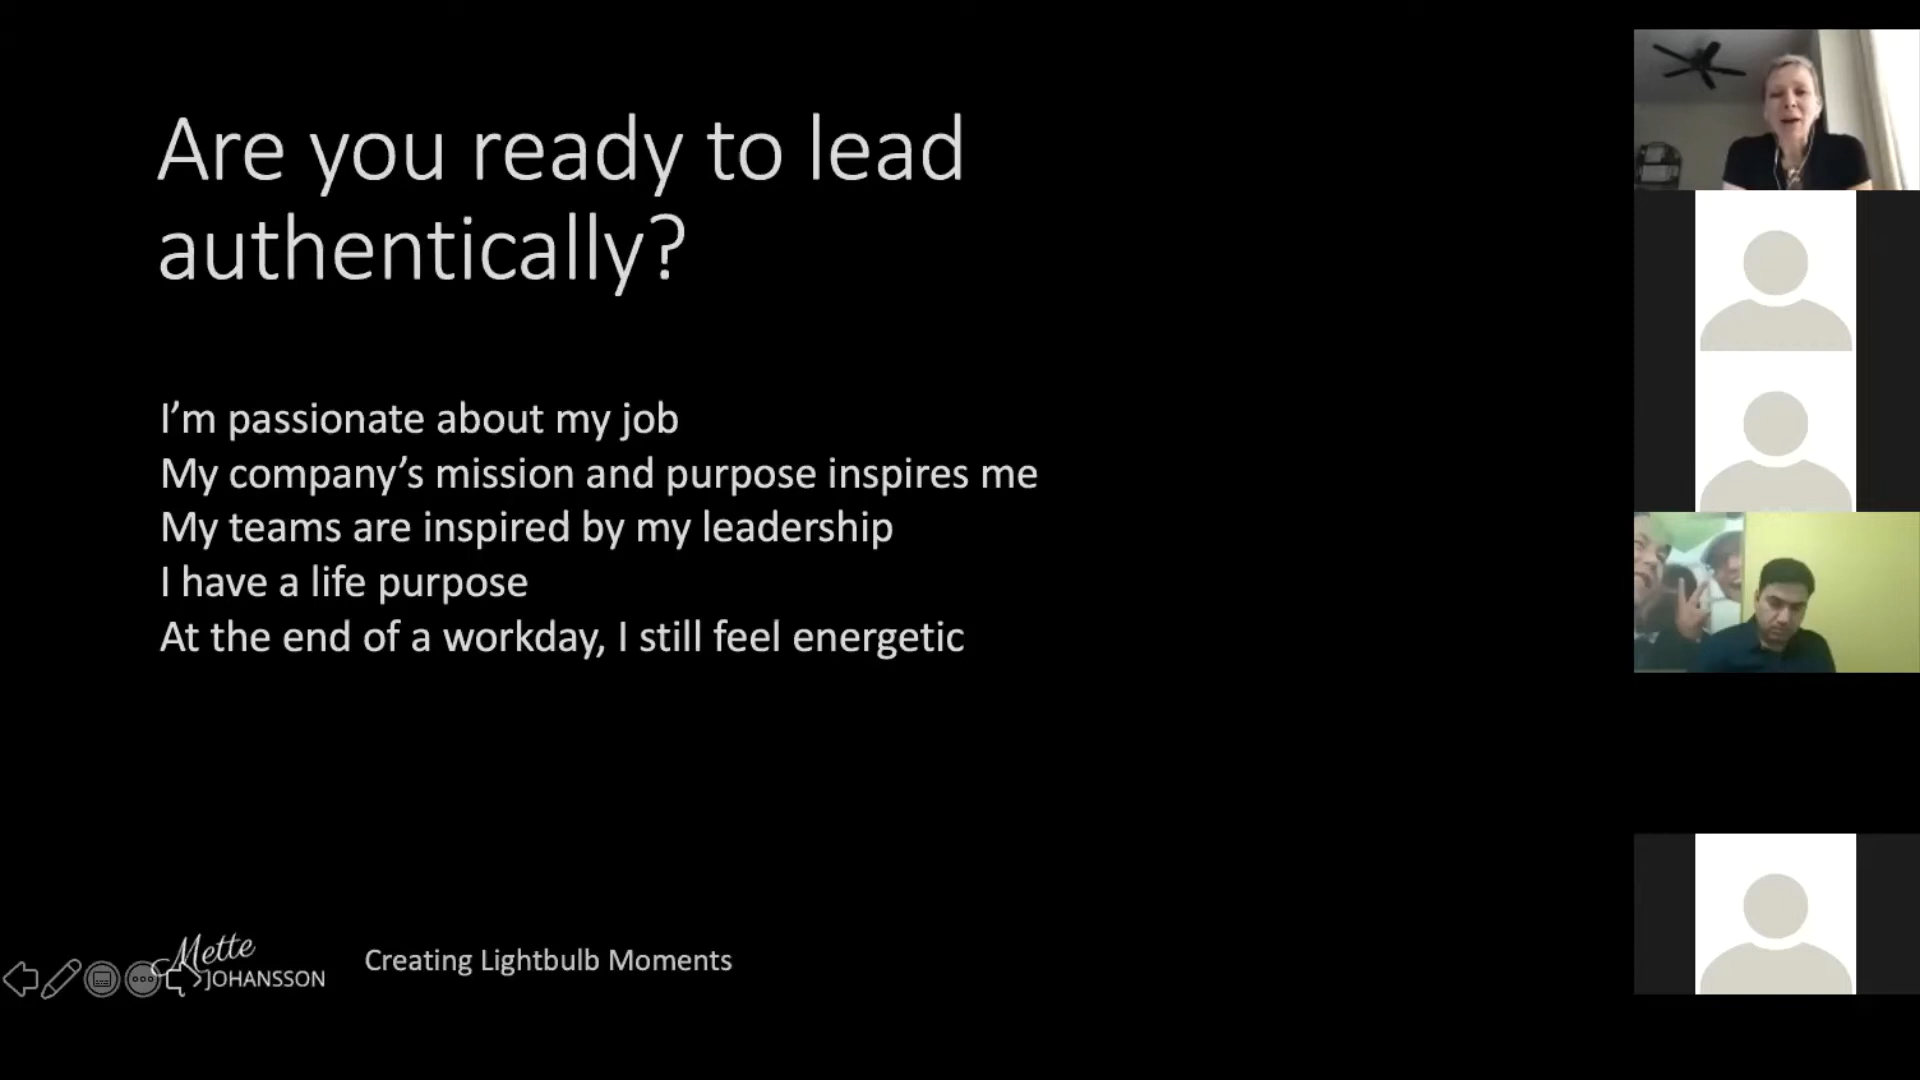 Are you ready to lead
authentically?
I’m passionate about my job
My company’s mission and purpose inspires me
My teams are inspired by my leadership
I have a life purpose
At the end of a workday, I still feel energetic
Mette
JOHANSSON
Creating Lightbulb Moments